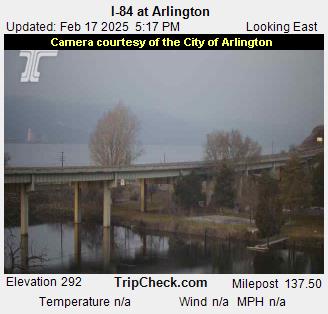 I-84 at Arlington
Updated: Feb 17 2025 5:17 PM Looking East
Camera courtesy of the City of Arlington
Elevation 292 TripCheck.com Milepost 137.50
Temperature n/a Wind n/a MPH n/a